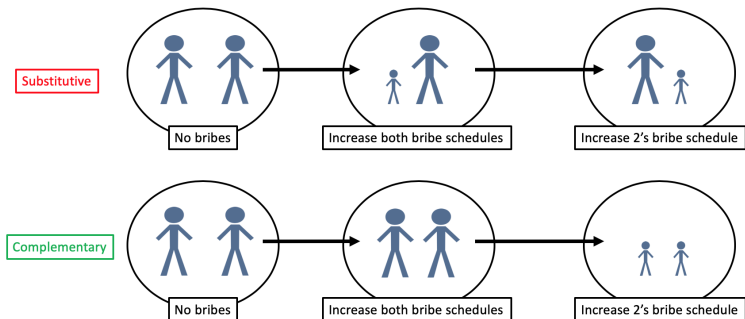 Substitutive
No bribes
Increase both bribe schedules
Increase 2's bribe schedule
Complementary
No bribes
Increase both bribe schedules
Increase 2's bribe schedule